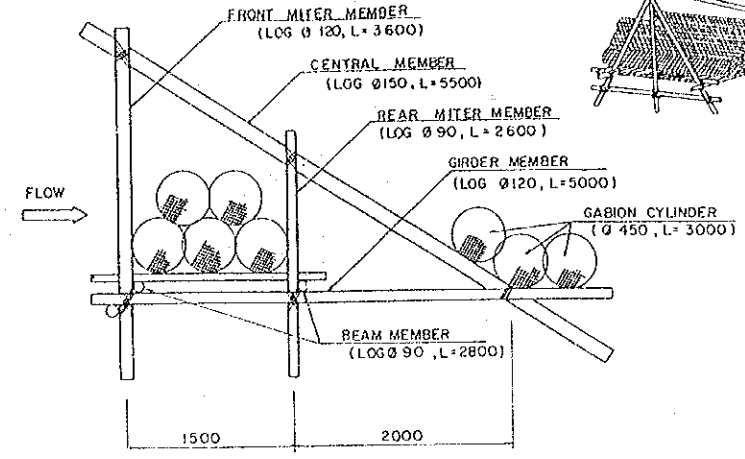 FRONT MITER MEMBER
(LOG Ø 120, L=3600)
CENTRAL MEMBER
(LOG Ø150, L=5500)
REAR MITER MEMBER
(LOG Ø 90, L=2600)
GIRDER MEMBER
(LOG Ø120, L=5000)
FLOW
GABION CYLINDER
(Ø 450, L=3000)
BEAM MEMBER
(LOG Ø 90, L=2800)
1500
2000